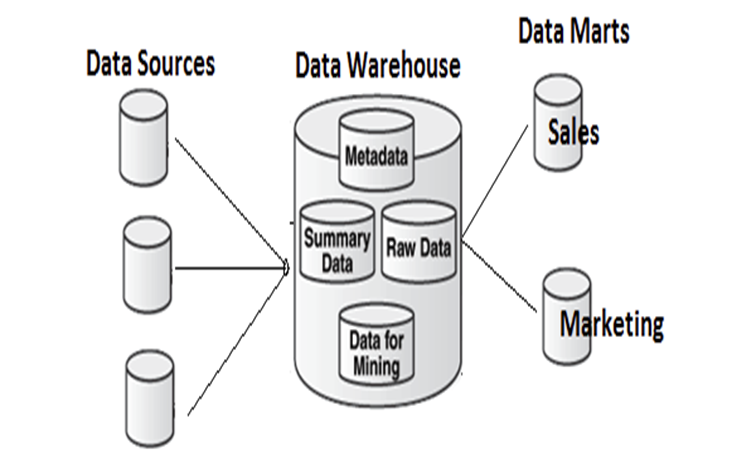 Data Sources
Data Warehouse
Data Marts
Metadata
Summary
Data
Raw Data
Data for
Mining
Sales
Marketing